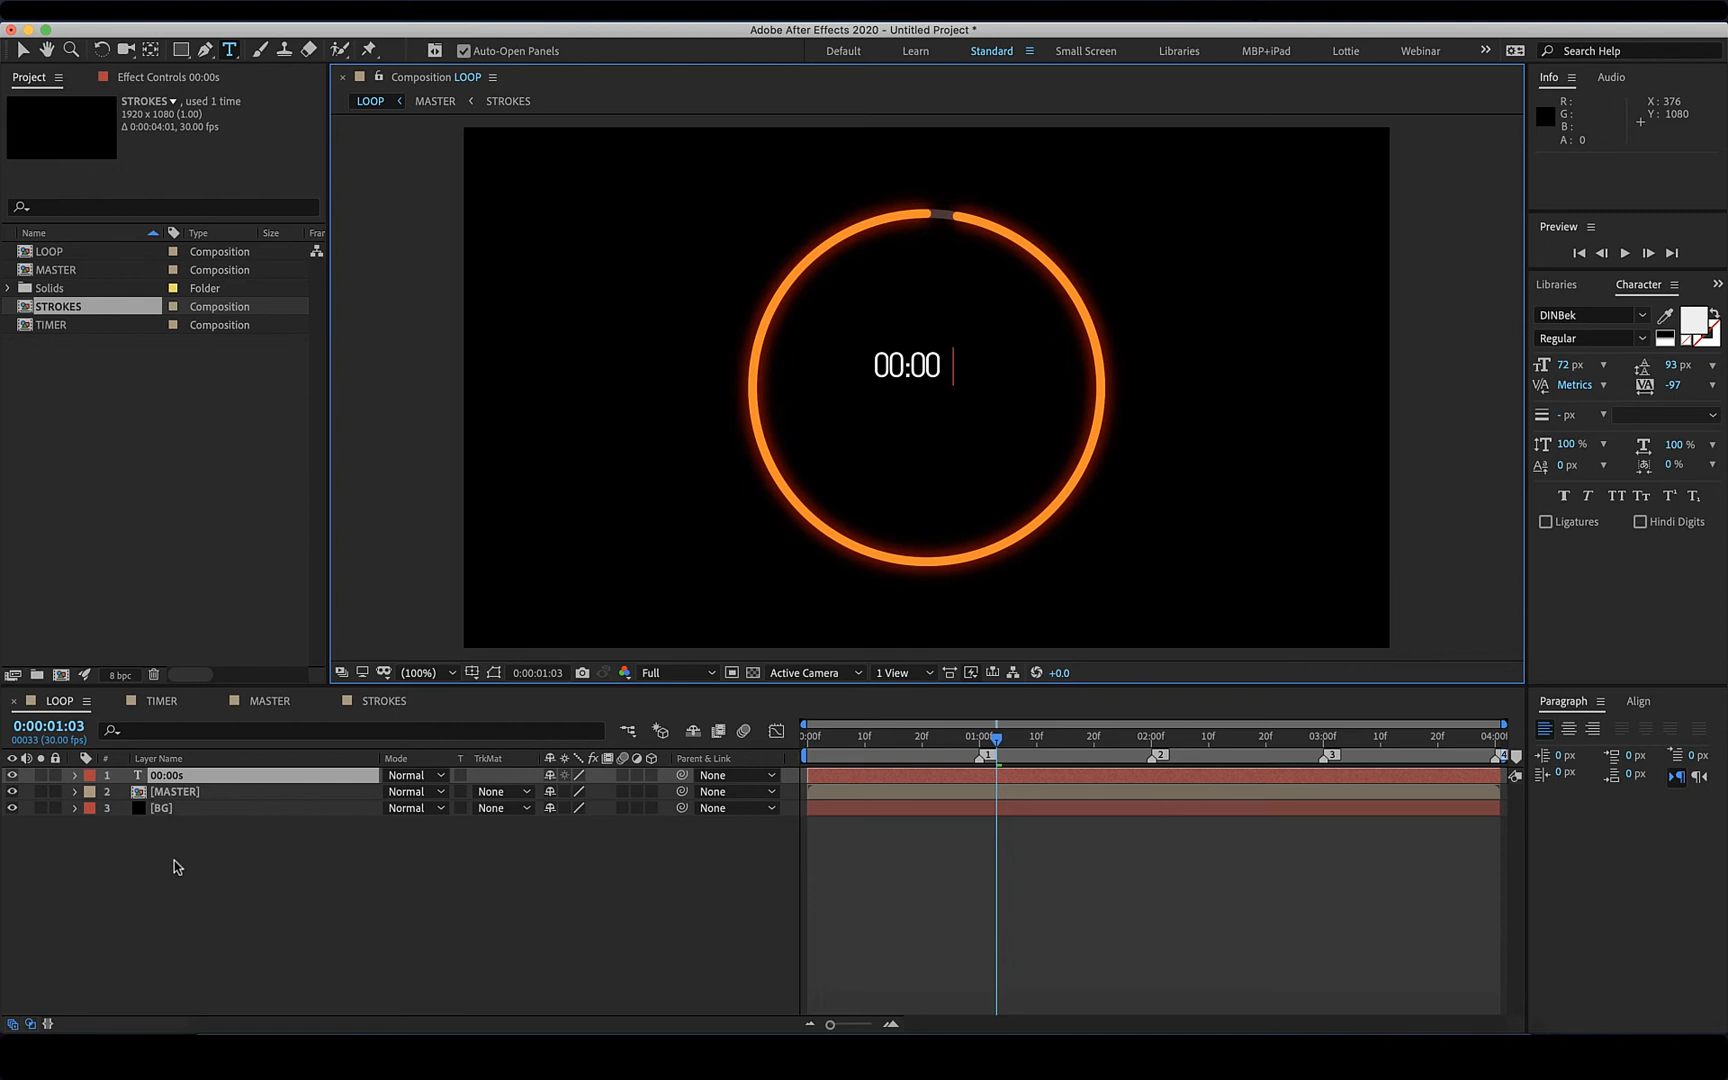 Adobe After Effects 2020 - Untitled Project *
Auto-Open Panels
Default Learn Standard Small Screen Libraries MBP+iPad Lottie Webinar Search Help
Project Effect Controls 00:00s
STROKES , used 1 time
1920 x 1080 (1.00)
Δ 0:00:04:01, 30.00 fps
Name Type Size Frar
LOOP Composition
MASTER Composition
Solids Folder
STROKES Composition
TIMER Composition
8 bpc
Composition LOOP
LOOP MASTER STROKES
00:00
(100%) 0:00:01:03 Full Active Camera 1 View +0.0
Info Audio
R: X: 376
G: Y: 1080
B:
A: 0
Preview
Libraries Character
DINBek
Regular
72 px 93 px
Metrics -97
- px
100 % 100 %
0 px 0 %
Ligatures Hindi Digits
LOOP TIMER MASTER STROKES
0:00:01:03
00033 (30.00 fps)
# Layer Name Mode T TrkMat Parent & Link
1 T 00:00s Normal None
2 [MASTER] Normal None None
3 [BG] Normal None None
0:00f 10f 20f 01:00f 10f 20f 02:00f 10f 20f 03:00f 10f 20f 04:00f
1 2 3 4
Paragraph Align
0 px 0 px 0 px
0 px 0 px